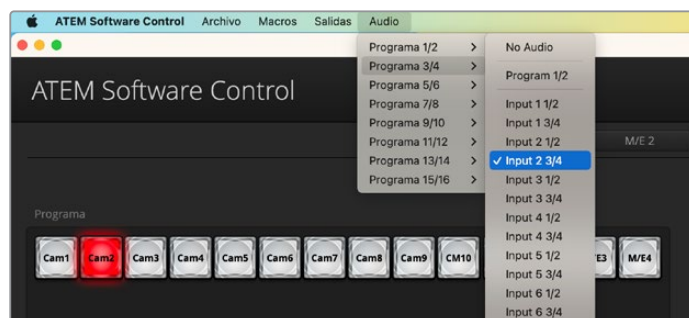 ATEM Software Control Archivo Macros Salidas Audio
ATEM Software Control
Programa 1/2 >
Programa 3/4 >
Programa 5/6 >
Programa 7/8 >
Programa 9/10 >
Programa 11/12 >
Programa 13/14 >
Programa 15/16 >
No Audio
Program 1/2
Input 1 1/2
Input 1 3/4
Input 2 1/2
✓ Input 2 3/4
Input 3 1/2
Input 3 3/4
Input 4 1/2
Input 4 3/4
Input 5 1/2
Input 5 3/4
Input 6 1/2
Input 6 3/4
M/E 2
Programa
Cam1 Cam2 Cam3 Cam4 Cam5 Cam6 Cam7 Cam8 Cam9 CM10 M/E4